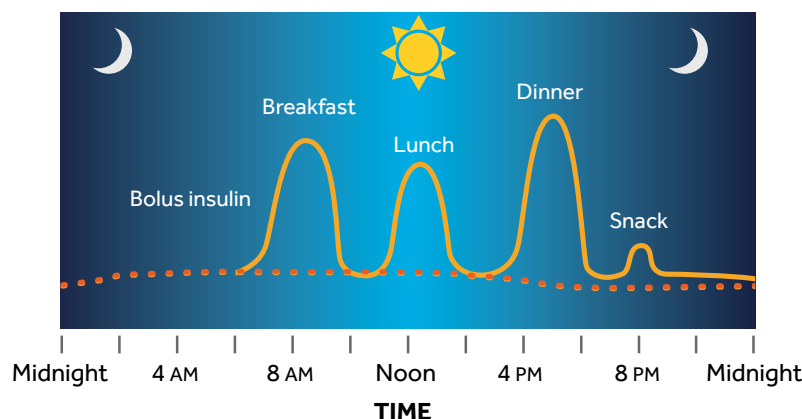 Dinner
Breakfast
Lunch
Bolus insulin
Snack
Midnight 4 AM 8 AM Noon 4 PM 8 PM Midnight
TIME